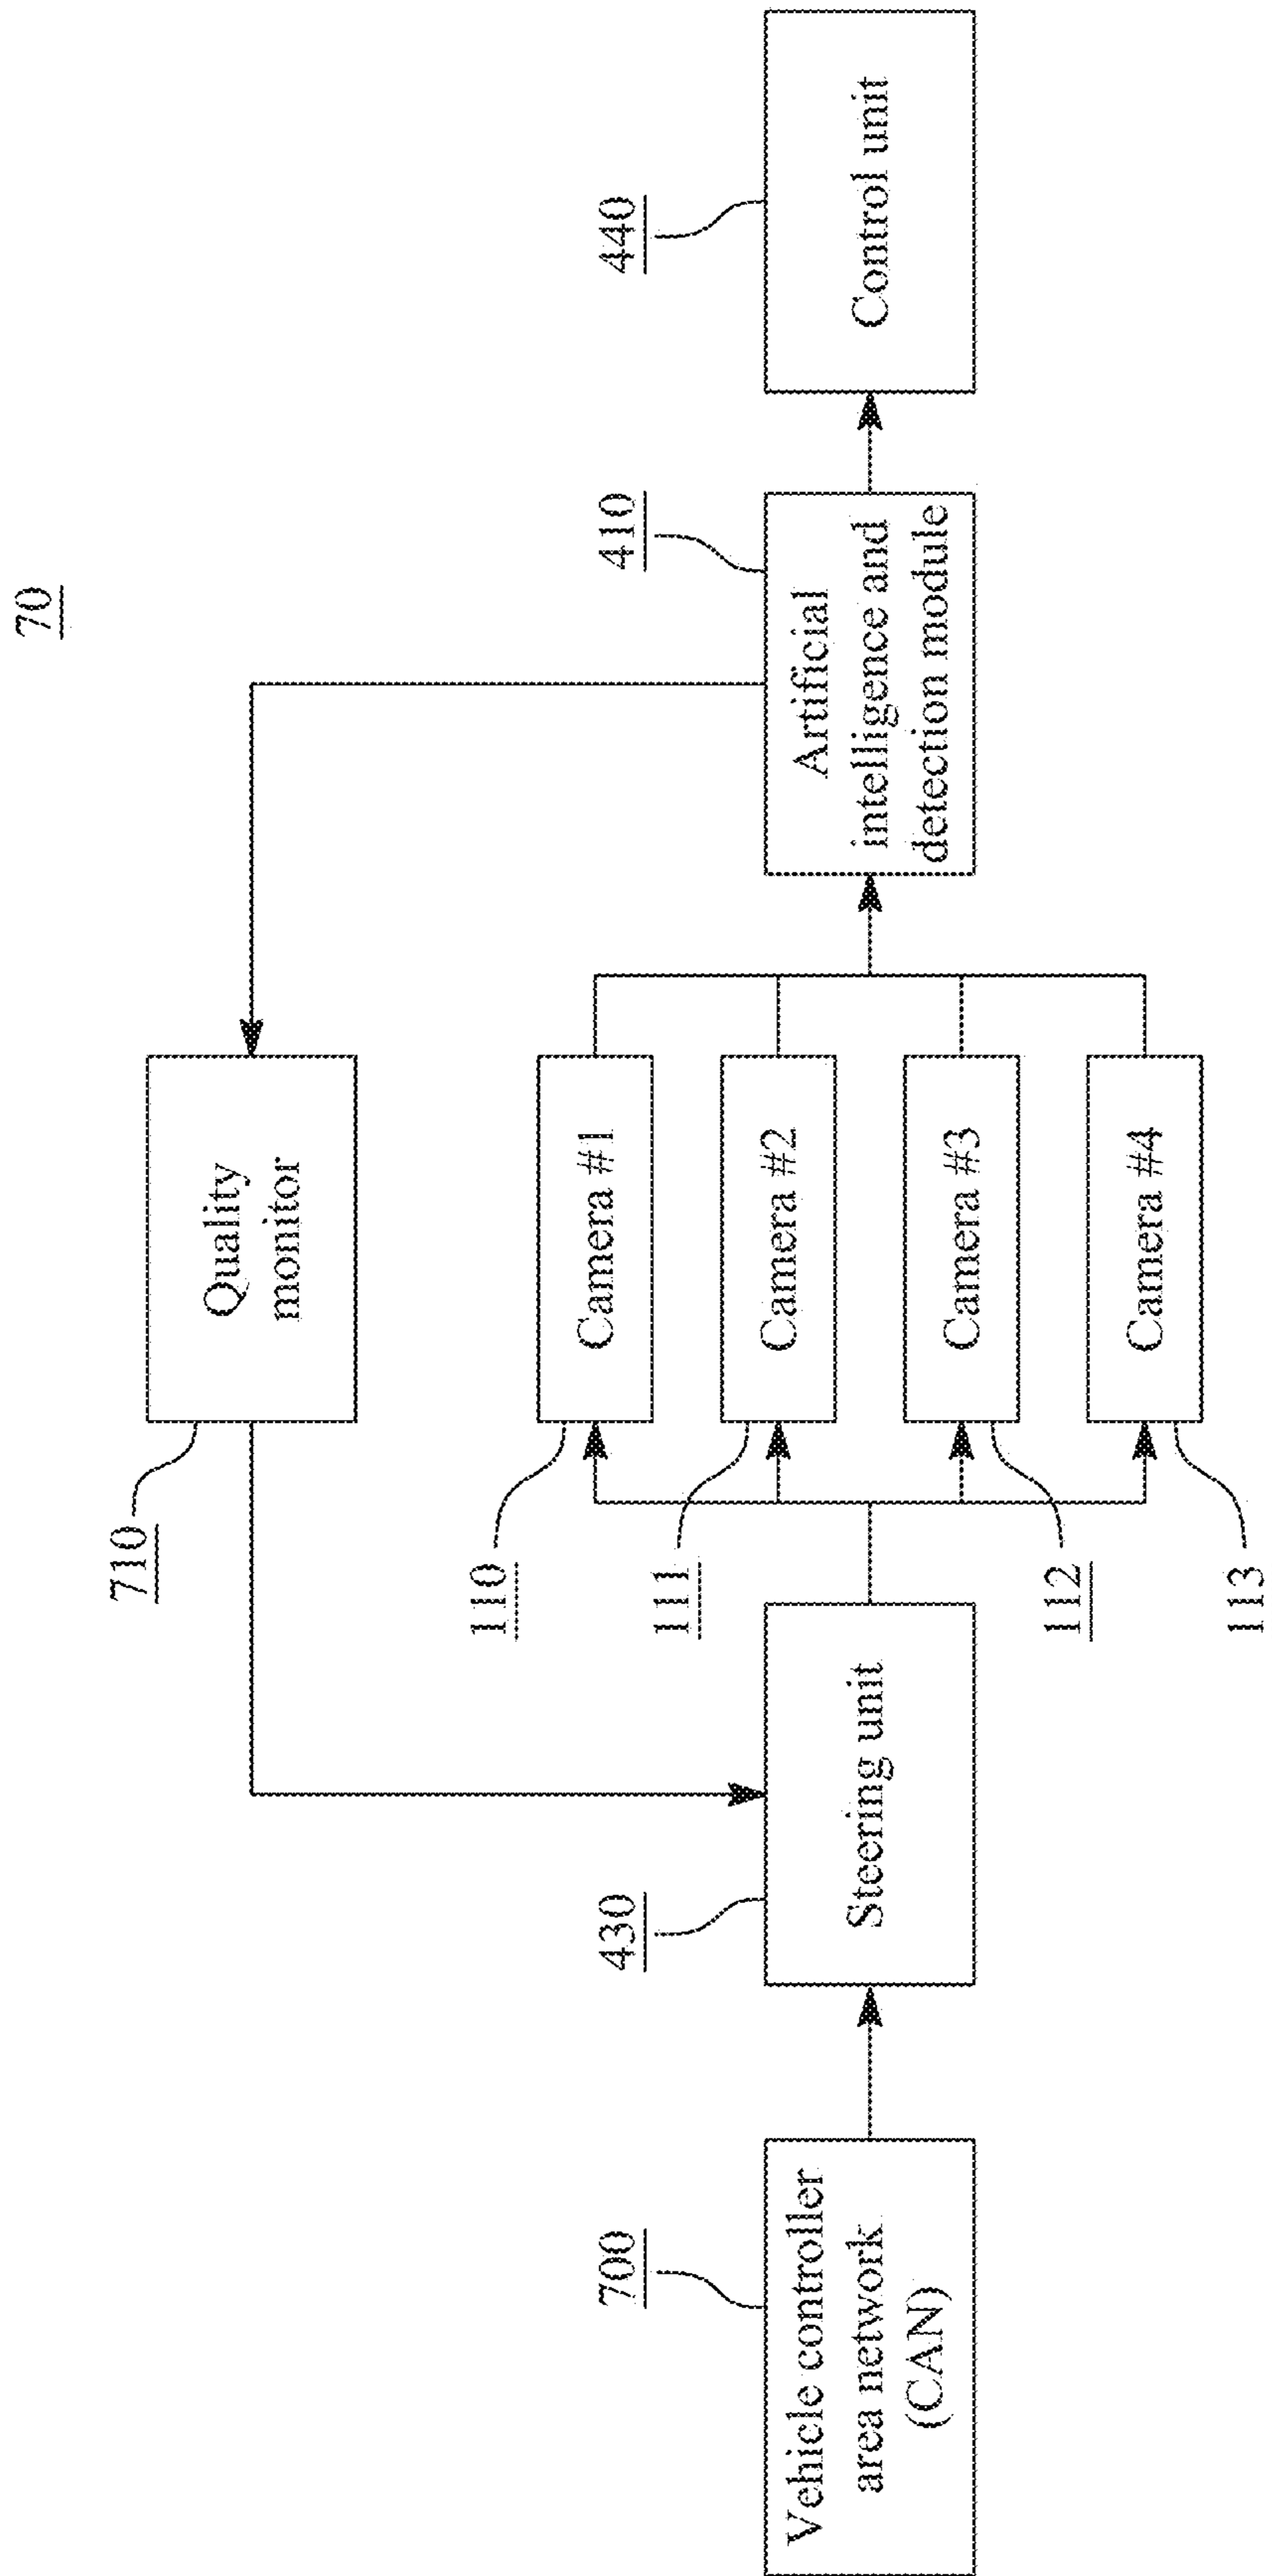 70
Quality
monitor
710
Camera #1
110
Camera #2
111
Camera #3
112
Camera #4
113
Vehicle controller
area network
(CAN)
700
Steering unit
430
Artificial
intelligence and
detection module
410
Control unit
440